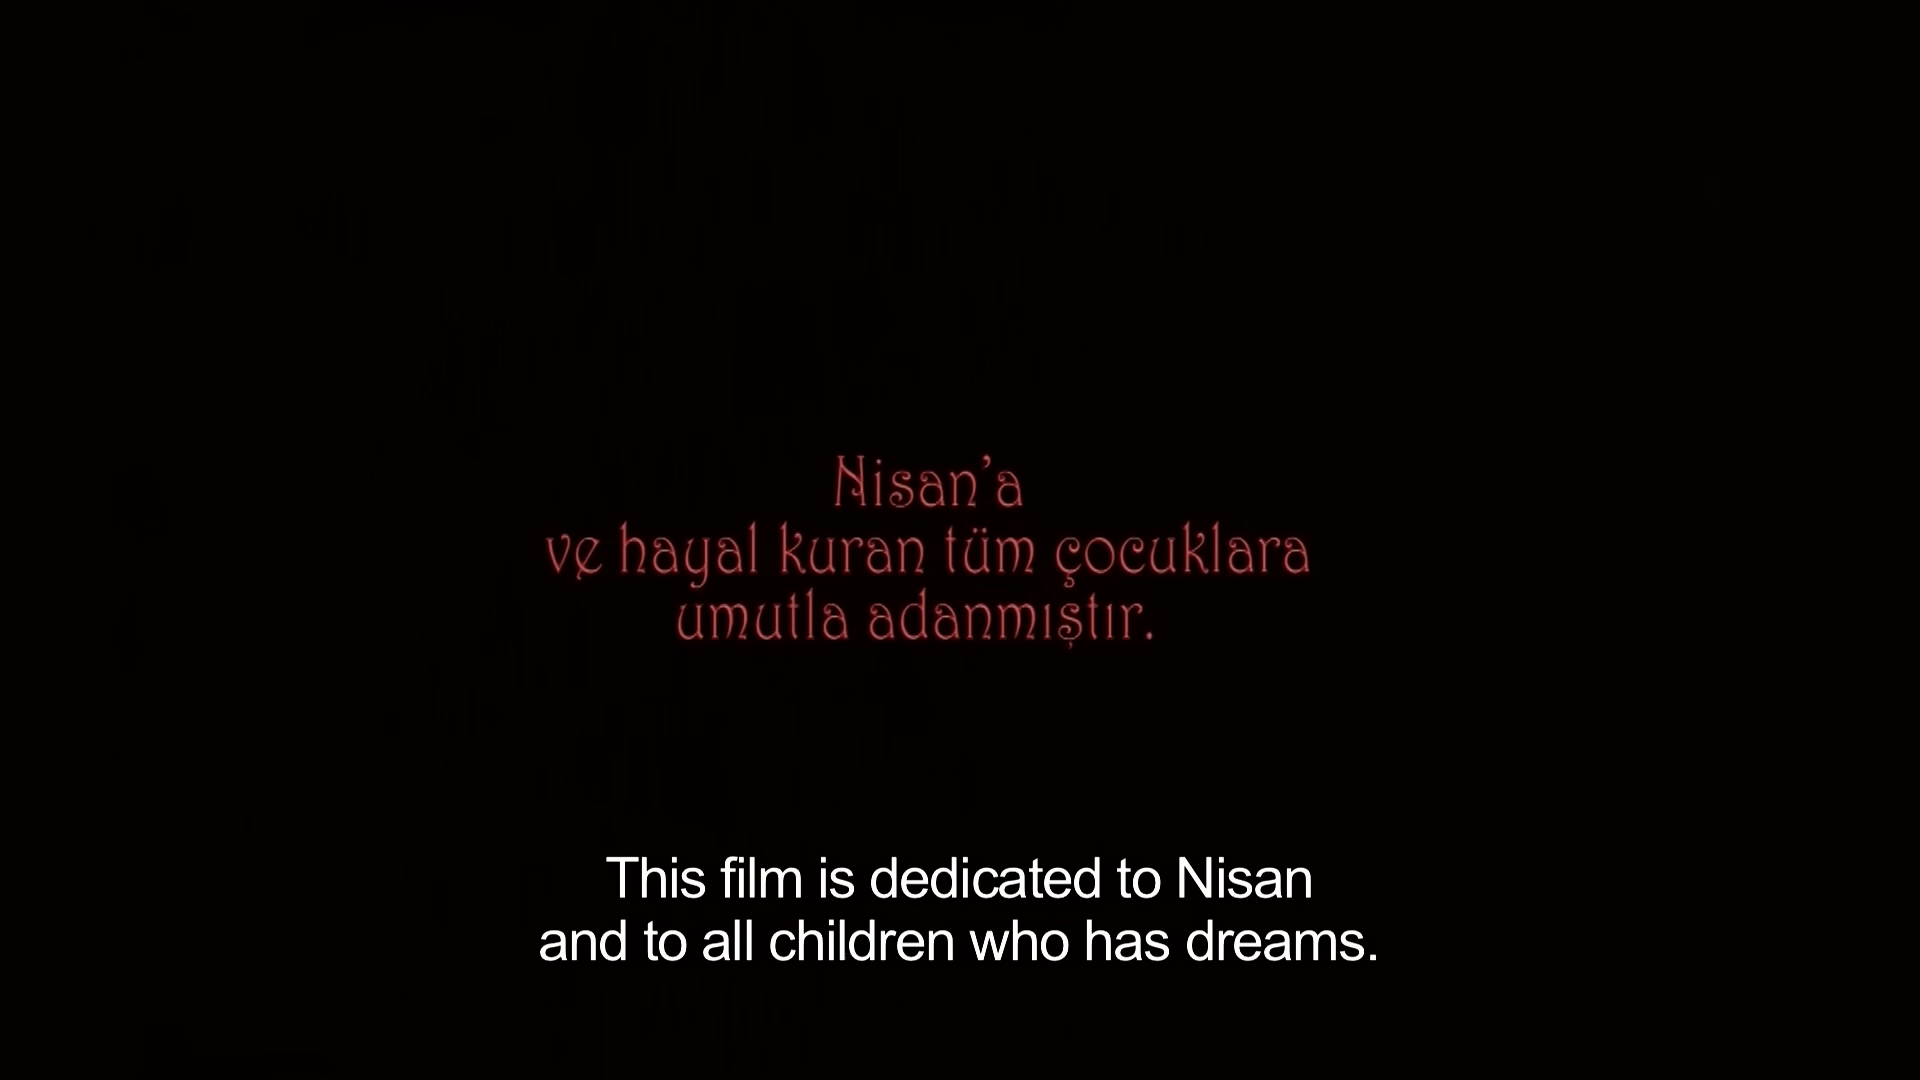 Nisan'a
ve hayal kuran tüm çocuklara
umutla adanmıştır.
This film is dedicated to Nisan
and to all children who has dreams.